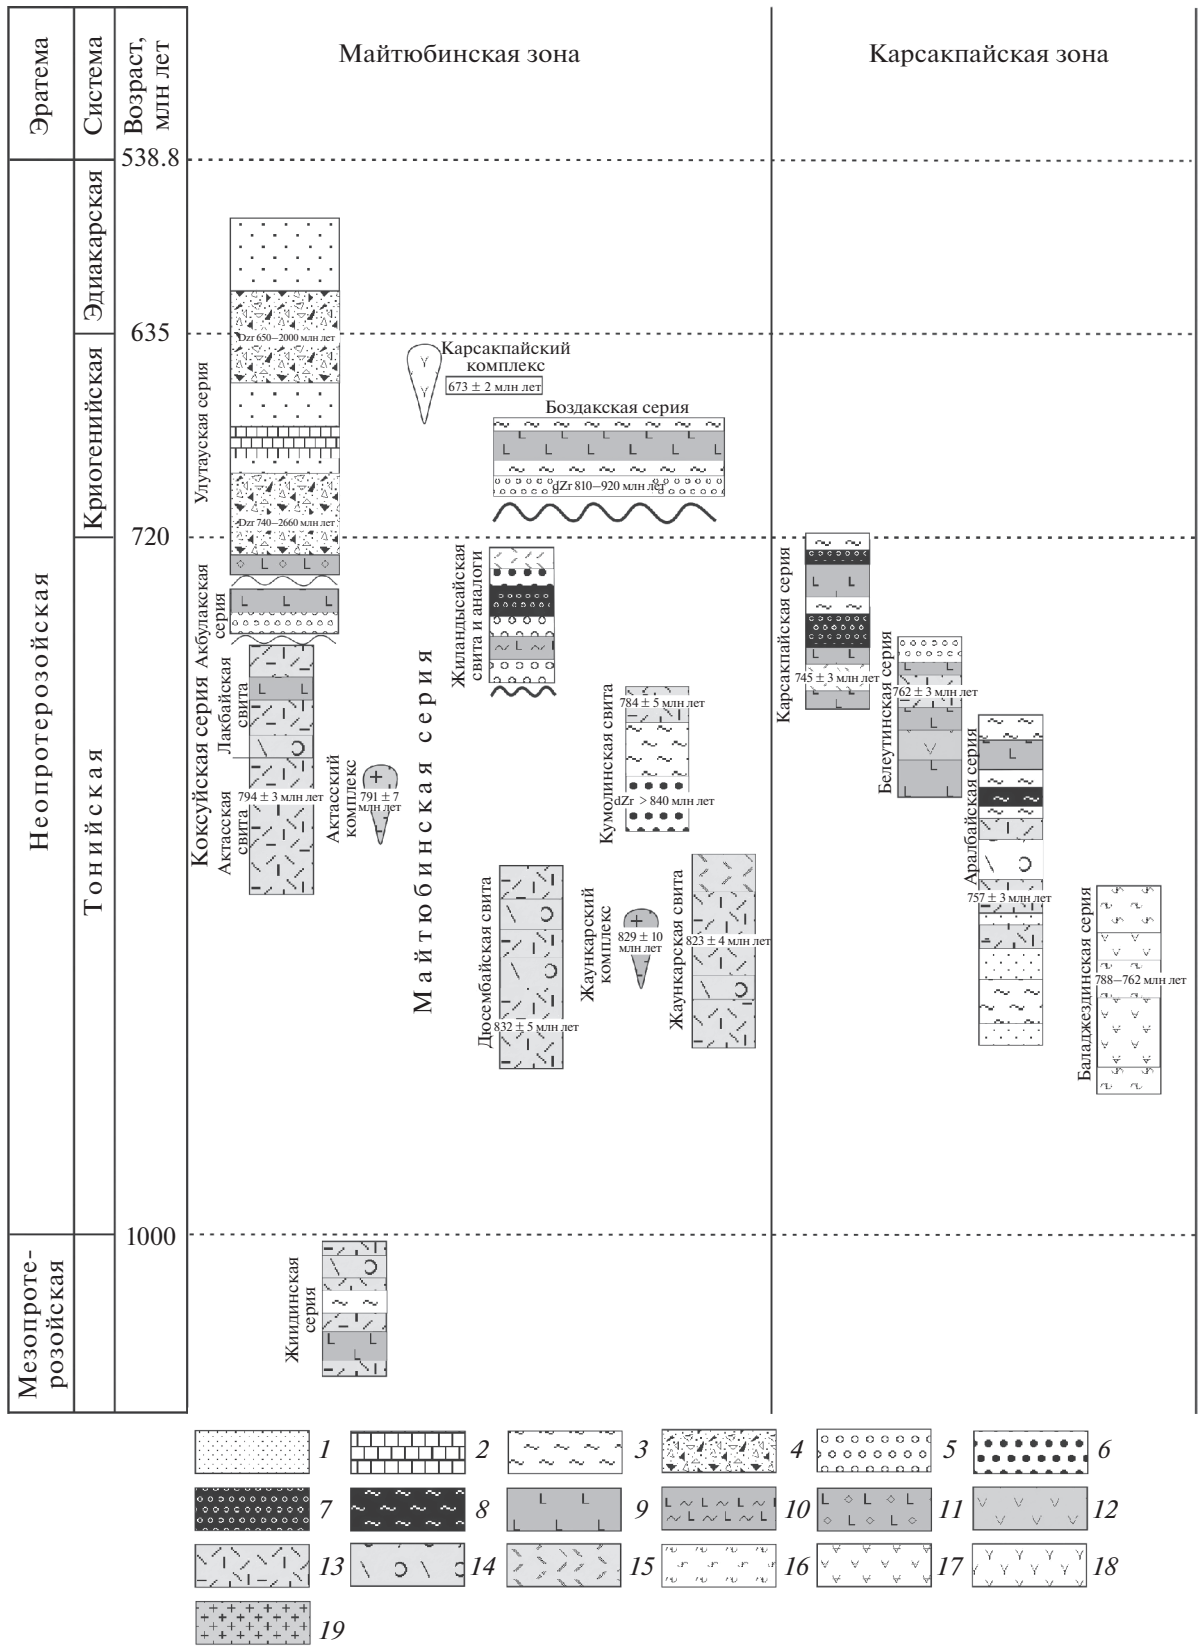 Эратема
Система
Возраст,
млн лет
Майтюбинская зона
Карсакпайская зона
538.8
Эдиакарская
635
Криогенийская
720
Неопротерозойская
Тонийская
1000
Мезопроте-
розойская
Улутауская серия
Dzr 650–2000 млн лет
Dzr 740–2660 млн лет
Карсакпайский
комплекс
673 ± 2 млн лет
Боздакская серия
dZr 810–920 млн лет
Акбулакская
серия
Коксуйская серия
Лакбайская
свита
Актасская
свита
794 ± 3 млн лет
Актасский
комплекс
791 ± 7
млн лет
Майтюбинская серия
Жиландысайская
свита и аналоги
Кумолинская свита
784 ± 5 млн лет
dZr > 840 млн лет
Дюсембайская свита
832 ± 5 млн лет
Жаункарский
комплекс
829 ± 10
млн лет
Жаункарская свита
823 ± 4 млн лет
Карсакпайская серия
745 ± 3 млн лет
Белеутинская серия
762 ± 3 млн лет
Аралбайская серия
757 ± 3 млн лет
Баладжездинская серия
788–762 млн лет
Жиидинская
серия
1
2
3
4
5
6
7
8
9
10
11
12
13
14
15
16
17
18
19